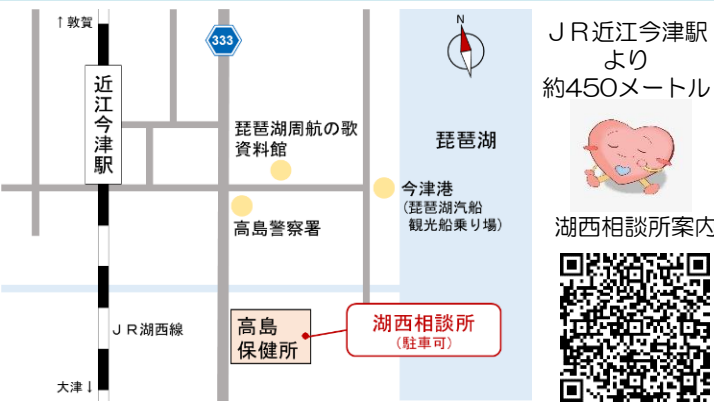 ↑敦賀
333
N
近江今津駅
琵琶湖周航の歌
資料館
琵琶湖
今津港
(琵琶湖汽船
観光船乗り場)
高島警察署
JR湖西線
高島
保健所
湖西相談所
(駐車可)
大津↓
JR近江今津駅
より
約450メートル
湖西相談所案内